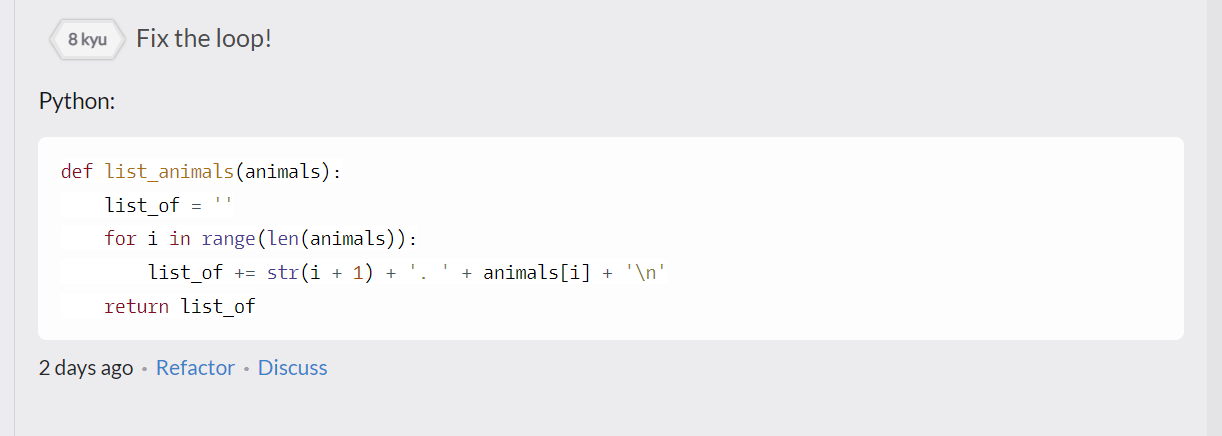 8 kyu Fix the loop!
Python:
def list_animals(animals):
    list_of = ''
    for i in range(len(animals)):
        list_of += str(i + 1) + '. ' + animals[i] + '\n'
    return list_of
2 days ago • Refactor • Discuss